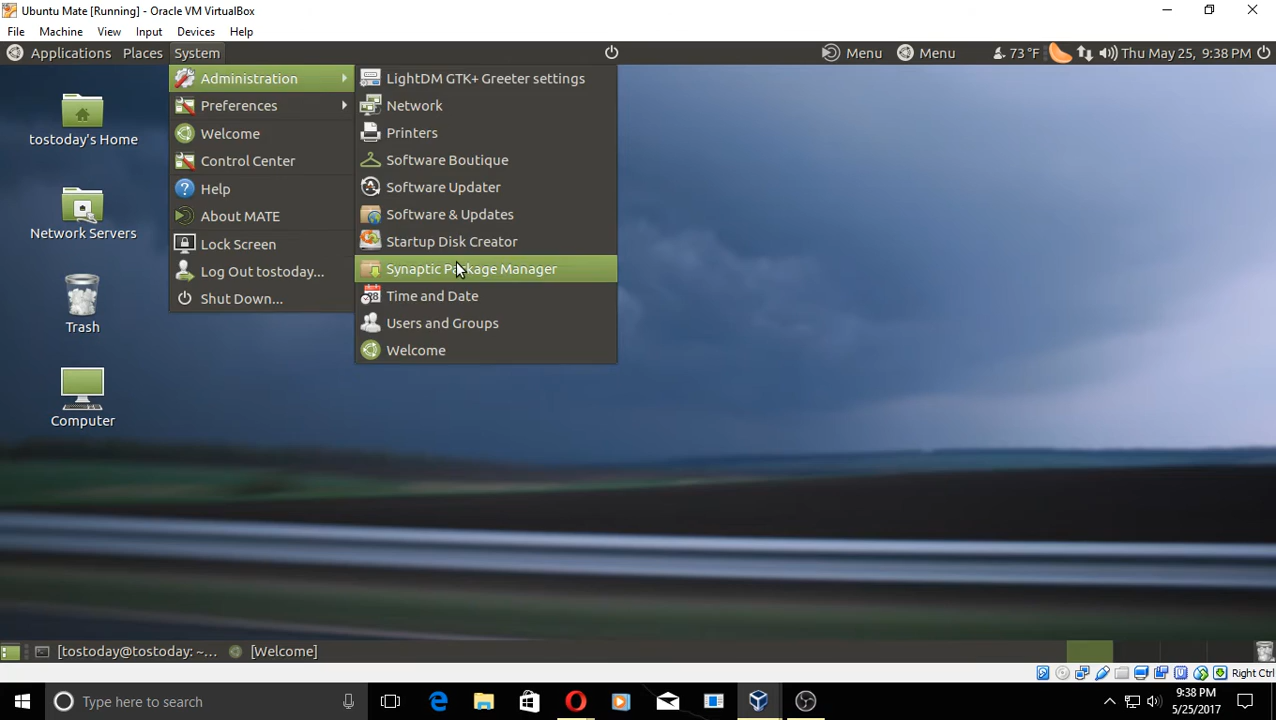 Ubuntu Mate [Running] - Oracle VM VirtualBox
File Machine View Input Devices Help
Applications Places System Menu Menu 73 °F Thu May 25, 9:38 PM
Administration
Preferences
Welcome
Control Center
Help
About MATE
Lock Screen
Log Out tostoday...
Shut Down...
LightDM GTK+ Greeter settings
Network
Printers
Software Boutique
Software Updater
Software & Updates
Startup Disk Creator
Synaptic Package Manager
Time and Date
Users and Groups
Welcome
tostoday's Home
Network Servers
Trash
Computer
[tostoday@tostoday: ~... [Welcome]
Right Ctrl
Type here to search
9:38 PM
5/25/2017